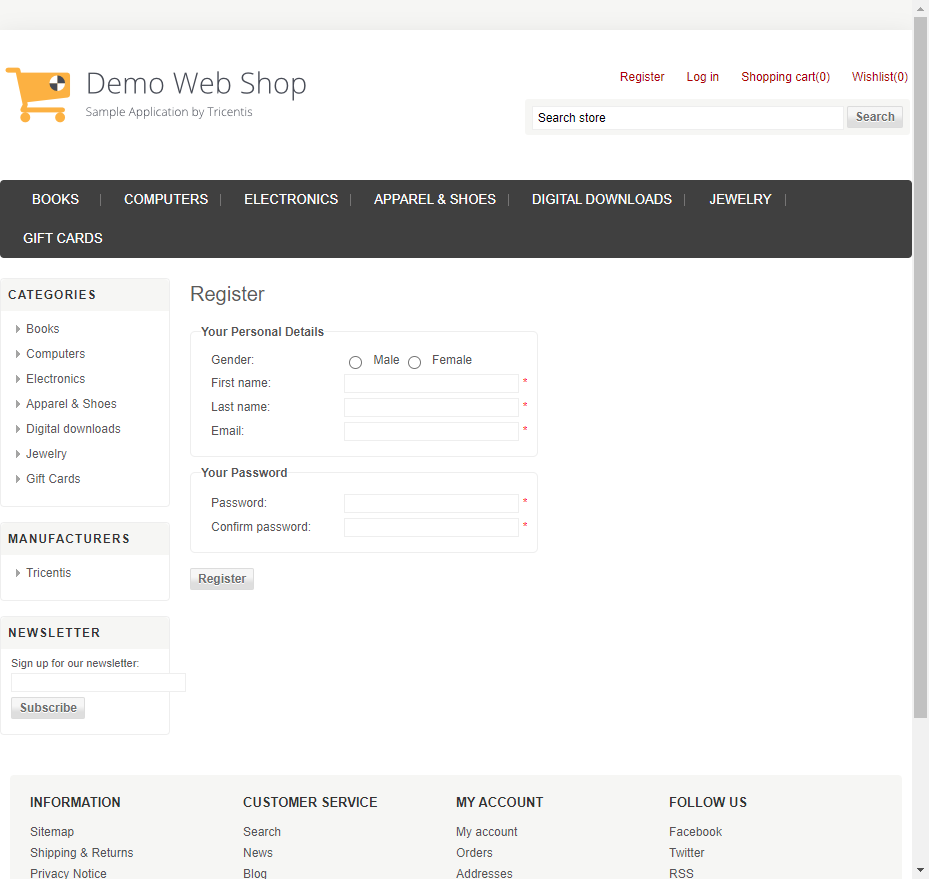 Demo Web Shop
Sample Application by Tricentis
Register Log in Shopping cart(0) Wishlist(0)
Search store Search
BOOKS | COMPUTERS | ELECTRONICS | APPAREL & SHOES | DIGITAL DOWNLOADS | JEWELRY |
GIFT CARDS
CATEGORIES
Books
Computers
Electronics
Apparel & Shoes
Digital downloads
Jewelry
Gift Cards
MANUFACTURERS
Tricentis
NEWSLETTER
Sign up for our newsletter:
Subscribe
Register
Your Personal Details
Gender: Male Female
First name: *
Last name: *
Email: *
Your Password
Password: *
Confirm password: *
Register
INFORMATION
Sitemap
Shipping & Returns
Privacy Notice
CUSTOMER SERVICE
Search
News
Blog
MY ACCOUNT
My account
Orders
Addresses
FOLLOW US
Facebook
Twitter
RSS